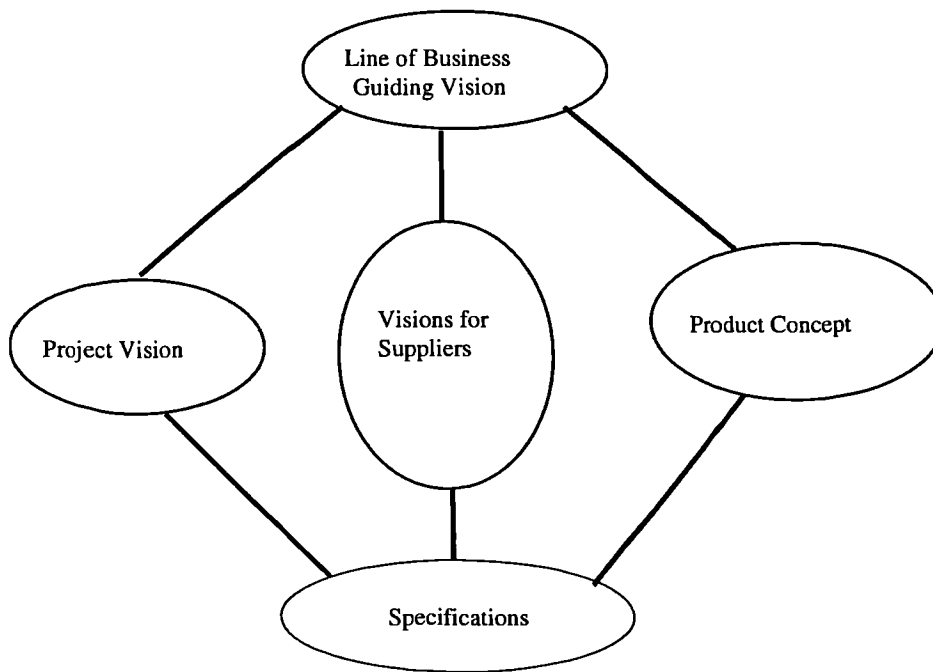 Line of Business
Guiding Vision
Visions for
Suppliers
Project Vision
Product Concept
Specifications